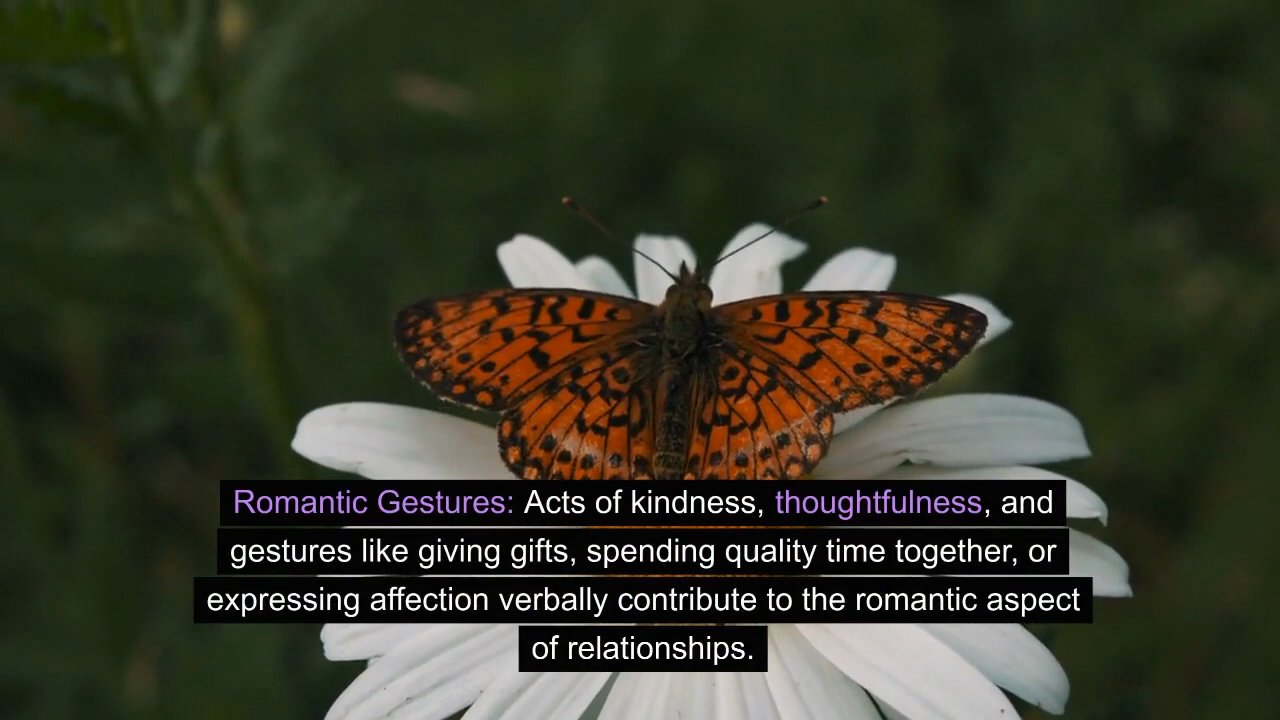 Romantic Gestures: Acts of kindness, thoughtfulness, and
gestures like giving gifts, spending quality time together, or
expressing affection verbally contribute to the romantic aspect
of relationships.